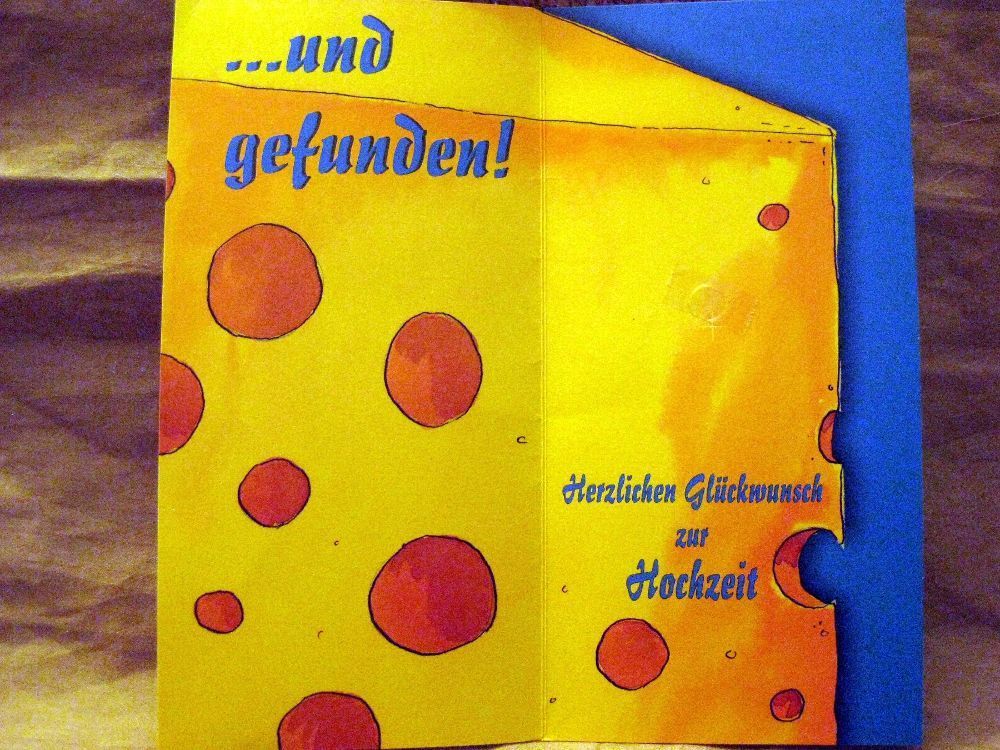 ...und
gefunden!
Herzlichen Glückwunsch
zur
Hochzeit